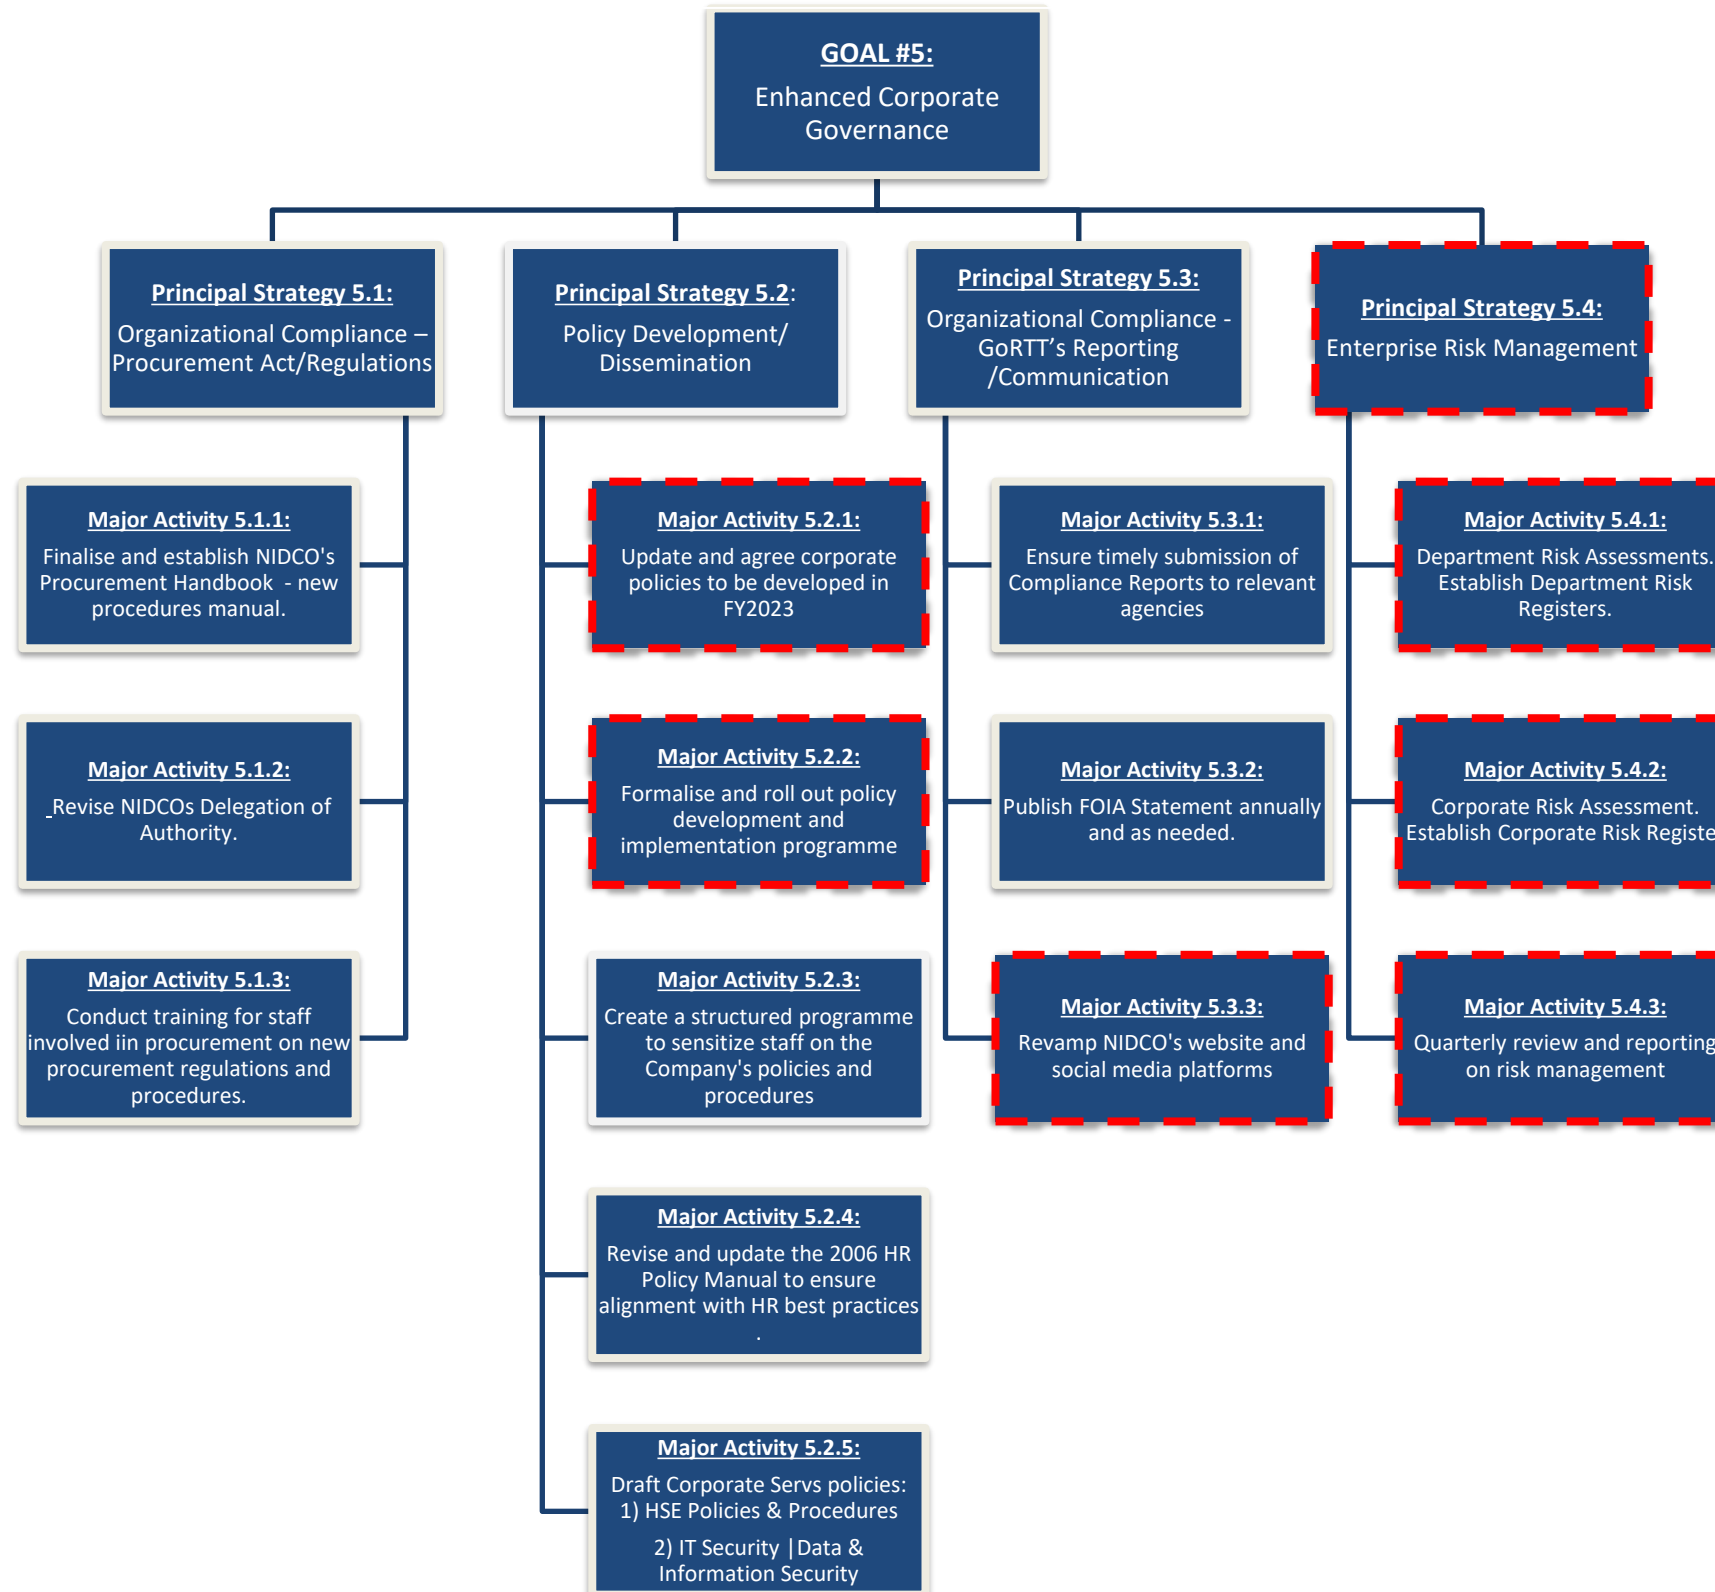 GOAL #5:
Enhanced Corporate
Governance
Principal Strategy 5.1:
Organizational Compliance –
Procurement Act/Regulations
Principal Strategy 5.2:
Policy Development/
Dissemination
Principal Strategy 5.3:
Organizational Compliance -
GoRTT’s Reporting
/Communication
Principal Strategy 5.4:
Enterprise Risk Management
Major Activity 5.1.1:
Finalise and establish NIDCO's
Procurement Handbook  - new
procedures manual.
Major Activity 5.1.2:
Revise NIDCOs Delegation of
Authority.
Major Activity 5.1.3:
Conduct training for staff
involved iin procurement on new
procurement regulations and
procedures.
Major Activity 5.2.1:
Update and agree corporate
policies to be developed in
FY2023
Major Activity 5.2.2:
Formalise and roll out policy
development and
implementation programme
Major Activity 5.2.3:
Create a structured programme
to sensitize staff on the
Company's policies and
procedures
Major Activity 5.2.4:
Revise and update the 2006 HR
Policy Manual to ensure
alignment with HR best practices
.
Major Activity 5.2.5:
Draft Corporate Servs policies:
1) HSE Policies & Procedures
2) IT Security |Data &
Information Security
Major Activity 5.3.1:
Ensure timely submission of
Compliance Reports to relevant
agencies
Major Activity 5.3.2:
Publish FOIA Statement annually
and as needed.
Major Activity 5.3.3:
Revamp NIDCO's website and
social media platforms
Major Activity 5.4.1:
Department Risk Assessments.
Establish Department Risk
Registers.
Major Activity 5.4.2:
Corporate Risk Assessment.
Establish Corporate Risk Registe
Major Activity 5.4.3:
Quarterly review and reporting
on risk management